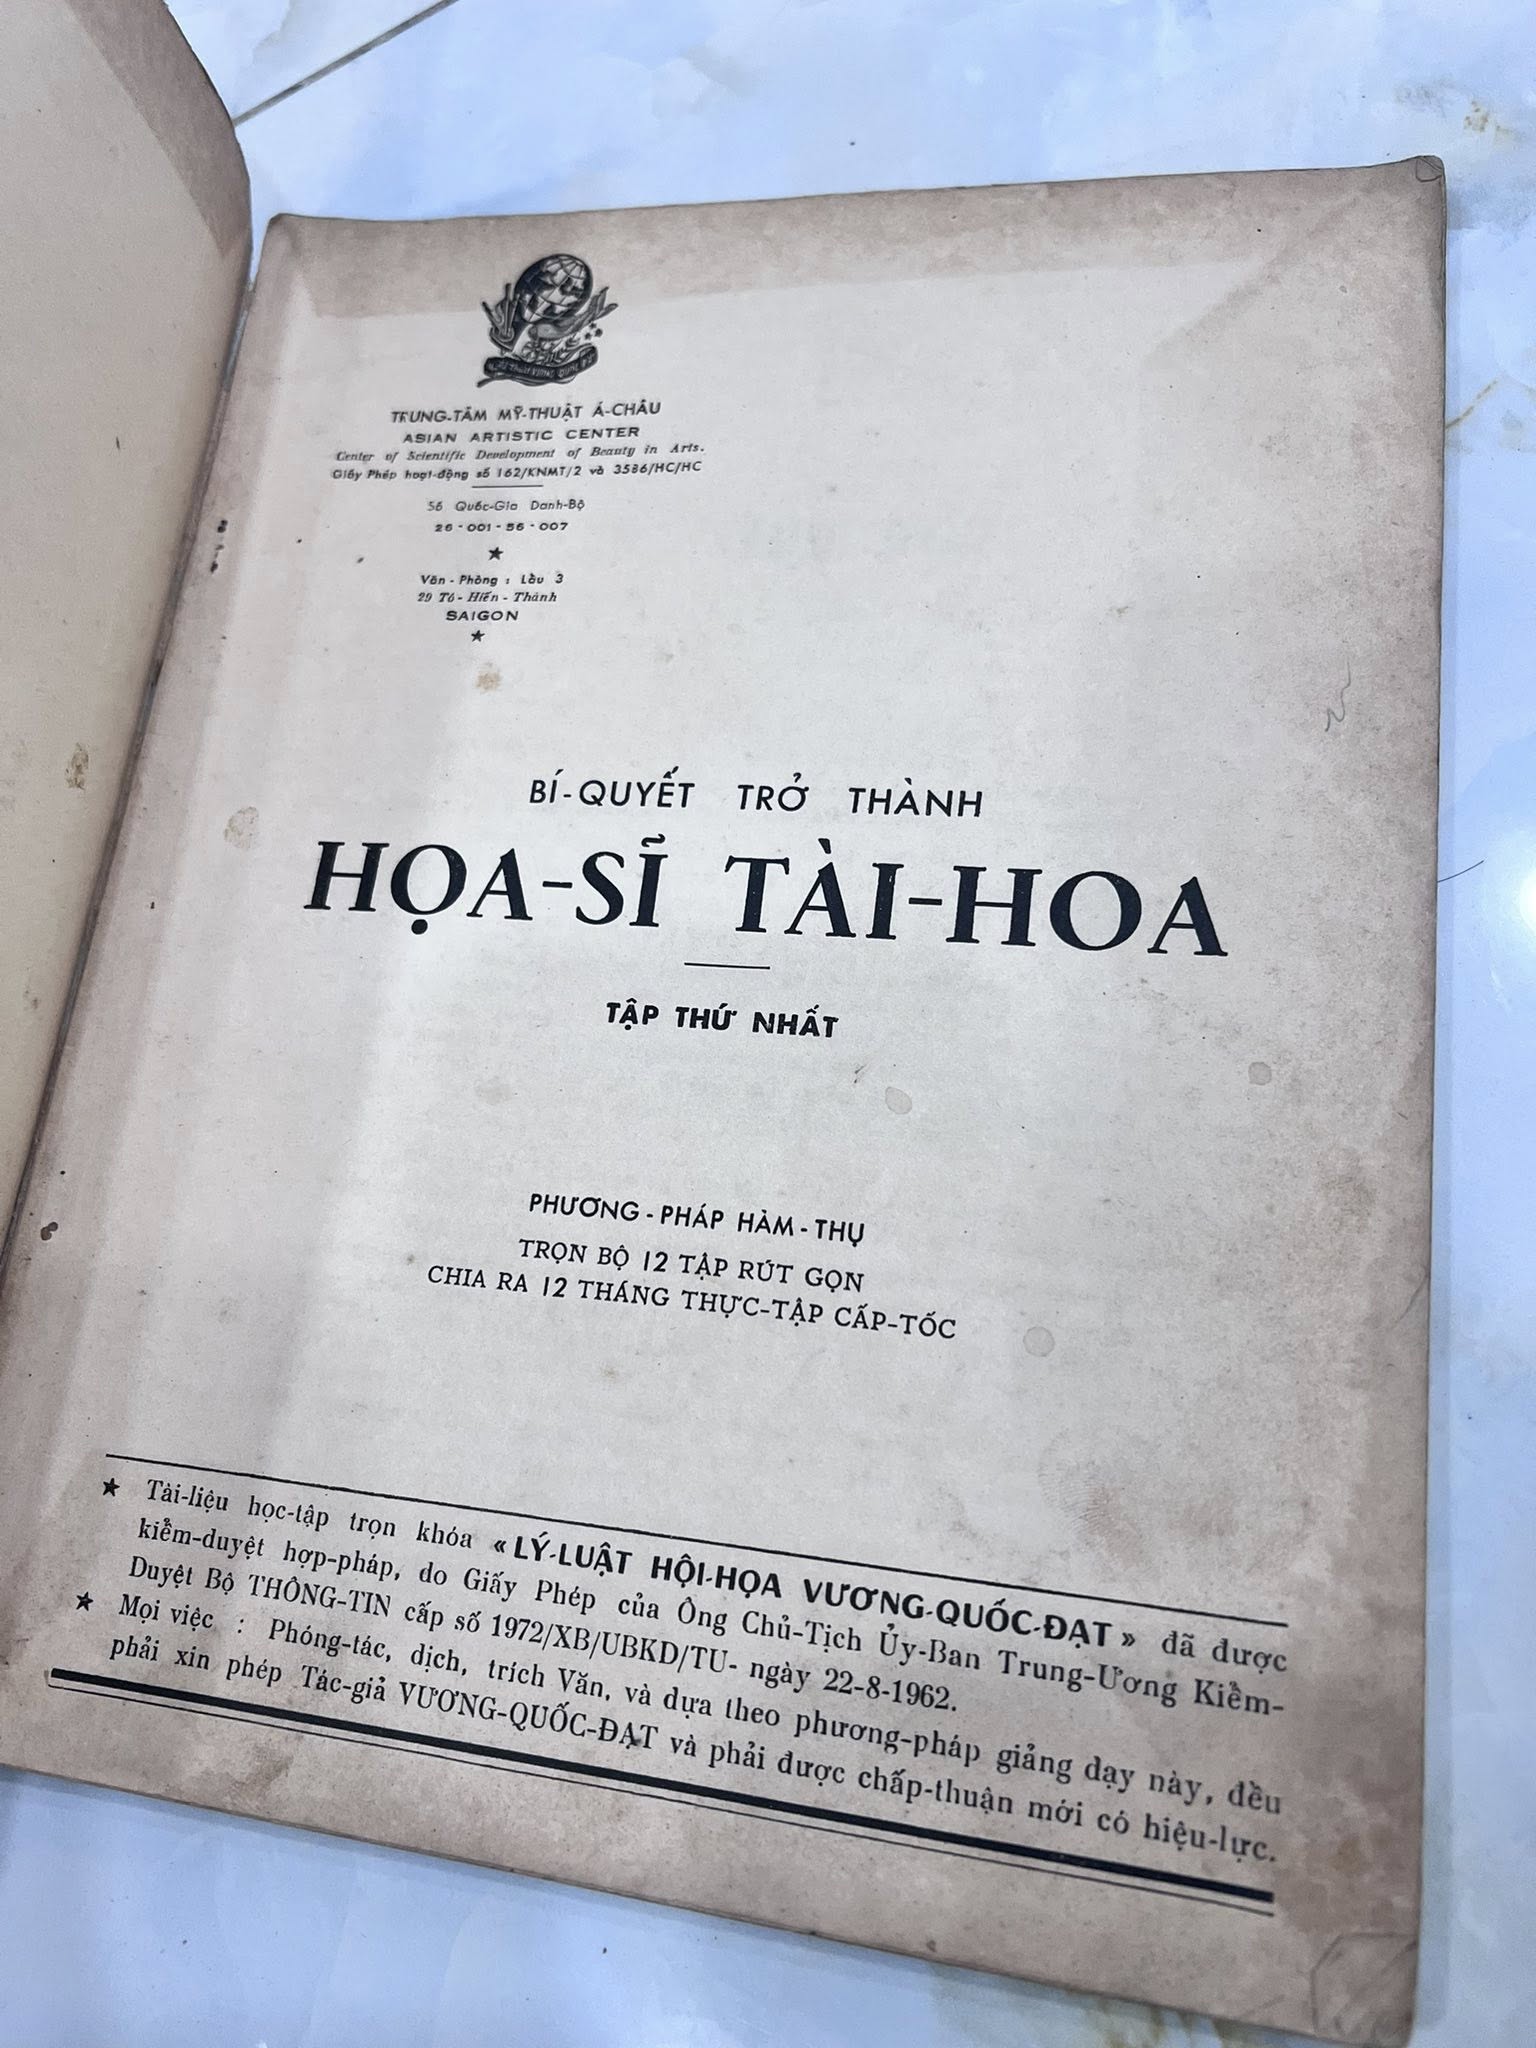 TRUNG-TÂM MỸ-THUẬT Á-CHÂU
ASIAN ARTISTIC CENTER
Center of Scientific Development of Beauty in Arts.
Giấy Phép hoạt-động số 162/KNMT/2 và 3586/HC/HC
56 Quốc-Gia Danh-Bộ
26-001-56-007
★
Văn-Phòng : Lầu 3
29 Tô-Hiến-Thành
SAIGON
★
BÍ-QUYẾT TRỞ THÀNH
HỌA-SĨ TÀI-HOA
TẬP THỨ NHẤT
PHƯƠNG-PHÁP HÀM-THỤ
TRỌN BỘ 12 TẬP RÚT GỌN
CHIA RA 12 THÁNG THỰC-TẬP CẤP-TỐC
★ Tài-liệu học-tập trọn khóa « LÝ-LUẬT HỘI-HỌA VƯƠNG-QUỐC-ĐẠT » đã được
kiểm-duyệt hợp-pháp, do Giấy Phép của Ông Chủ-Tịch Ủy-Ban Trung-Ương Kiểm-
Duyệt Bộ THÔNG-TIN cấp số 1972/XB/UBKD/TU- ngày 22-8-1962.
★ Mọi việc : Phóng-tác, dịch, trích Văn, và dựa theo phương-pháp giảng dạy này, đều
phải xin phép Tác-giả VƯƠNG-QUỐC-ĐẠT và phải được chấp-thuận mới có hiệu-lực.